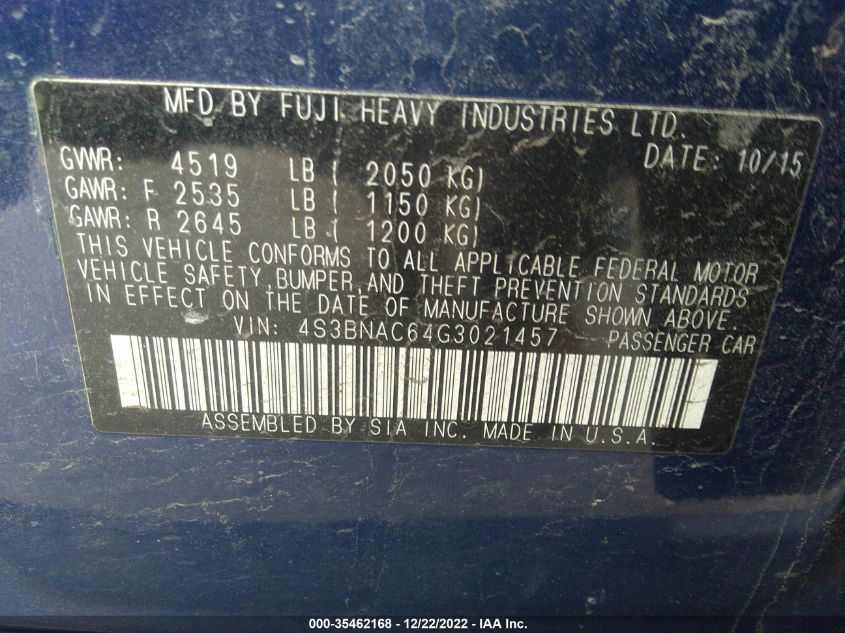 MFD. BY FUJI HEAVY INDUSTRIES LTD.
DATE: 10/15
GVWR: 4519 LB ( 2050 KG)
GAWR: F 2535 LB ( 1150 KG)
GAWR: R 2645 LB ( 1200 KG)
THIS VEHICLE CONFORMS TO ALL APPLICABLE FEDERAL MOTOR
VEHICLE SAFETY,BUMPER,AND THEFT PREVENTION STANDARDS
IN EFFECT ON THE DATE OF MANUFACTURE SHOWN ABOVE.
VIN: 4S3BNAC64G3021457 PASSENGER CAR
ASSEMBLED BY SIA INC. MADE IN U.S.A.
000-35462168 - 12/22/2022 - IAA Inc.